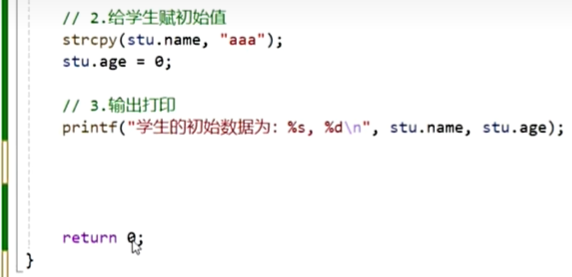 // 2.给学生赋初始值
strcpy(stu.name, "aaa");
stu.age = 0;
// 3.输出打印
printf("学生的初始数据为: %s, %d\n", stu.name, stu.age);
return 0;
}